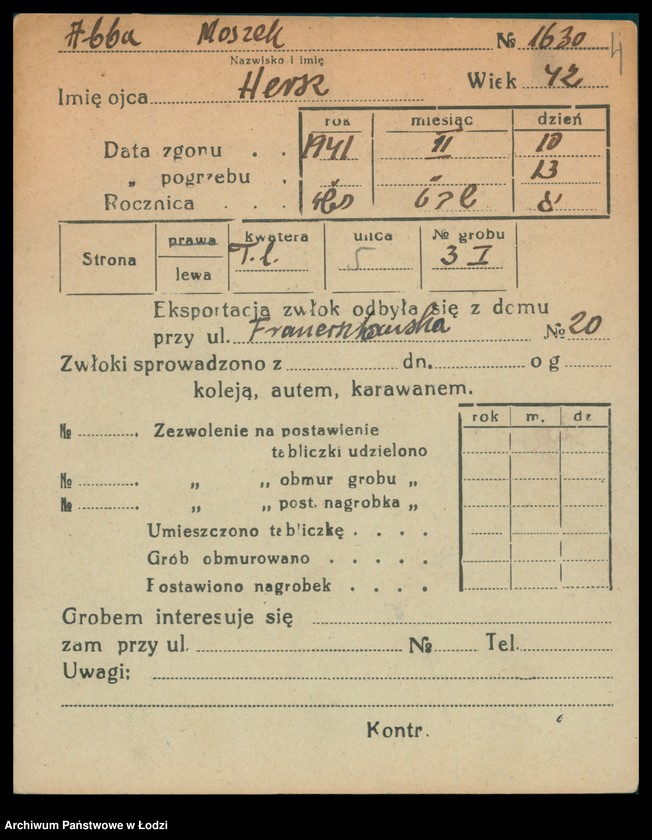 Abba Moszek № 1630 4
Nazwisko i imię
Imię ojca Hersz Wiek 42
rok miesiąc dzień
Data zgonu . . 1941 II 10
„ pogrzebu . „ „ 13
Rocznica . . .
Strona prawa lewa kwatera T.l. ulica 5 № grobu 3 I
Eksportacja zwłok odbyła się z domu
przy ul. Franciszkańska № 20
Zwłoki sprowadzono z dn. o g
koleją, autem, karawanem.
rok m. dz
№ . Zezwolenie na postawienie
tabliczki udzielono
№ . „ „ obmur grobu „
№ . „ „ post. nagrobka „
Umieszczono tabliczkę . . . .
Grób obmurowano . . . . .
Postawiono nagrobek . . . .
Grobem interesuje się
zam przy ul. № Tel.
Uwagi:
Kontr.
Archiwum Państwowe w Łodzi